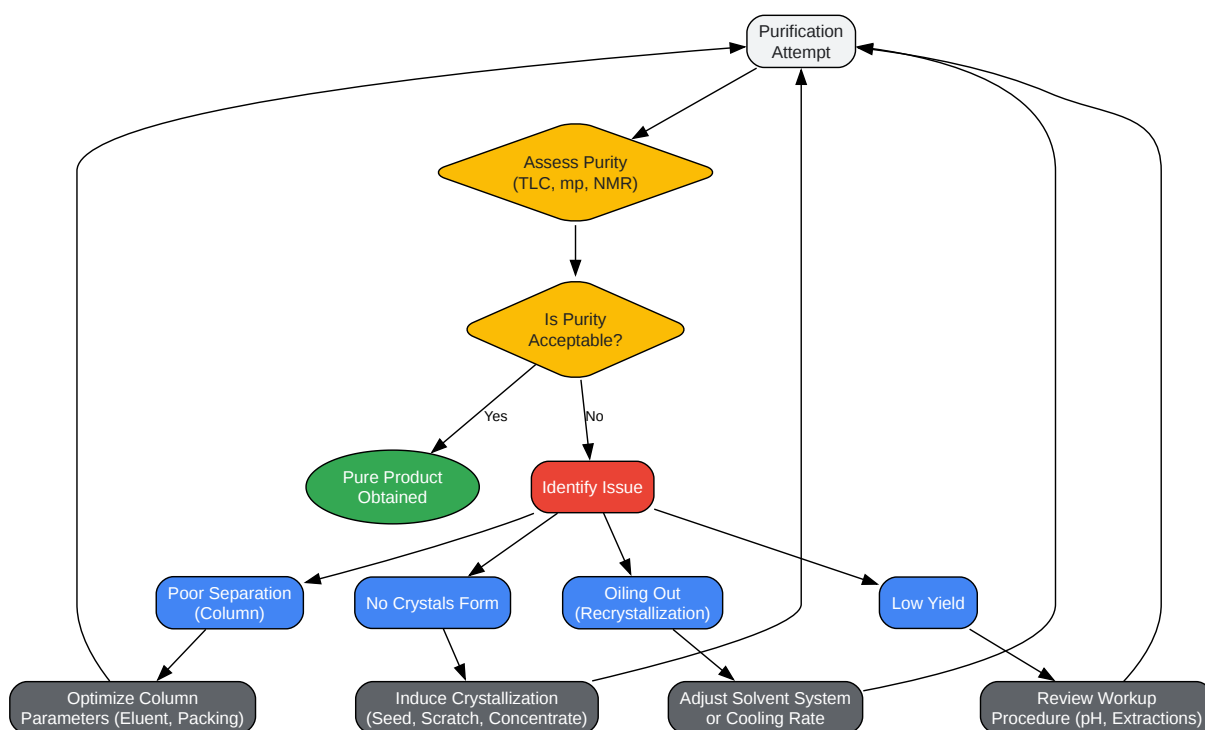 Purification
Attempt
Assess Purity
(TLC, mp, NMR)
Is Purity
Acceptable?
Yes
No
Pure Product
Obtained
Identify Issue
Poor Separation
(Column)
No Crystals Form
Oiling Out
(Recrystallization)
Low Yield
Optimize Column
Parameters (Eluent, Packing)
Induce Crystallization
(Seed, Scratch, Concentrate)
Adjust Solvent System
or Cooling Rate
Review Workup
Procedure (pH, Extractions)